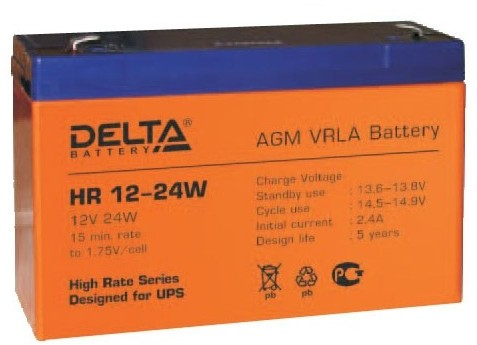 DELTA
BATTERY
HR 12-24W
12V 24W
15 min. rate
to 1.75V/cell
High Rate Series
Designed for UPS
AGM VRLA Battery
Charge Voltage
Standby use : 13.6-13.8V
Cycle use : 14.5-14.9V
Initial current : 2.4A
Design life : 5 years
pb
pb